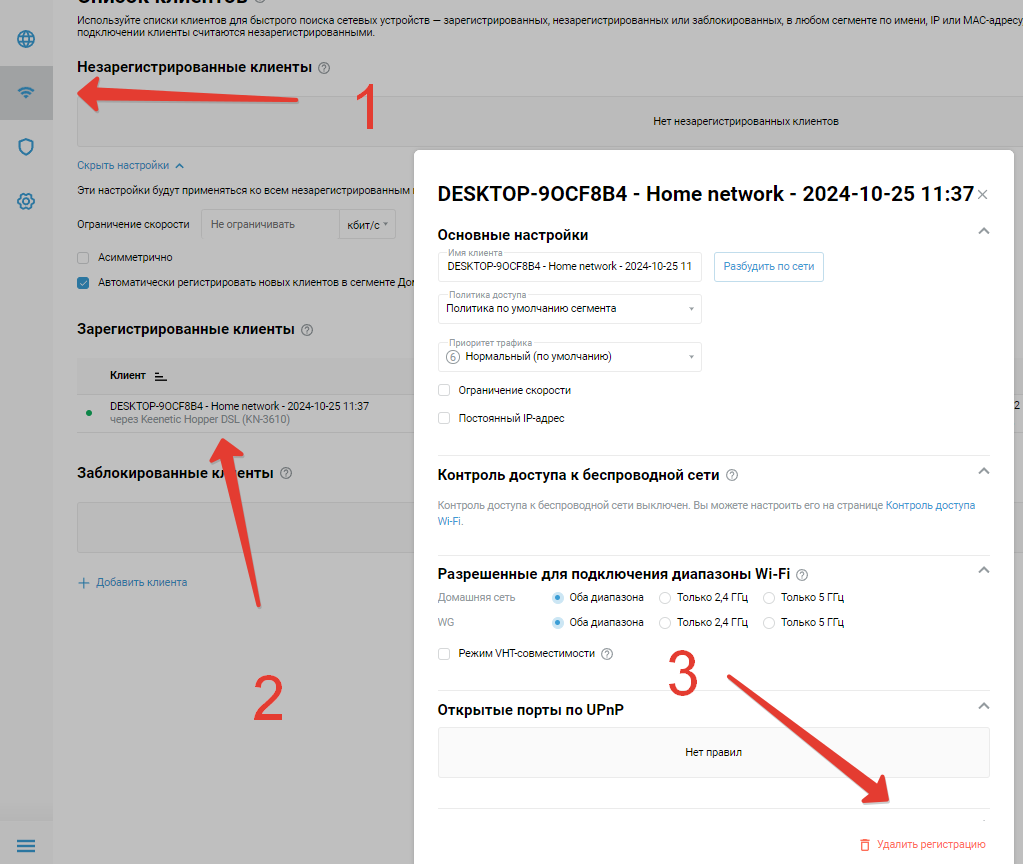 Список клиентов
Используйте списки клиентов для быстрого поиска сетевых устройств — зарегистрированных, незарегистрированных или заблокированных, в любом сегменте по имени, IP или MAC-адресу
подключении клиенты считаются незарегистрированными.
Незарегистрированные клиенты ?
1
Нет незарегистрированных клиентов
Скрыть настройки
Эти настройки будут применяться ко всем незарегистрированным
Ограничение скорости Не ограничивать кбит/с
Асимметрично
Автоматически регистрировать новых клиентов в сегменте
Зарегистрированные клиенты ?
Клиент
DESKTOP-9OCF8B4 - Home network - 2024-10-25 11:37
через Keenetic Hopper DSL (KN-3610)
2
Заблокированные клиенты ?
2
+ Добавить клиента
DESKTOP-9OCF8B4 - Home network - 2024-10-25 11:37 ×
Основные настройки
Имя клиента
DESKTOP-9OCF8B4 - Home network - 2024-10-25 11
Разбудить по сети
Политика доступа
Политика по умолчанию сегмента
Приоритет трафика
6 Нормальный (по умолчанию)
Ограничение скорости
Постоянный IP-адрес
Контроль доступа к беспроводной сети ?
Контроль доступа к беспроводной сети выключен. Вы можете настроить его на странице Контроль доступа
Wi-Fi.
Разрешенные для подключения диапазоны Wi-Fi ?
Домашняя сеть Оба диапазона Только 2,4 ГГц Только 5 ГГц
WG Оба диапазона Только 2,4 ГГц Только 5 ГГц
Режим VHT-совместимости ?
3
Открытые порты по UPnP
Нет правил
Удалить регистрацию